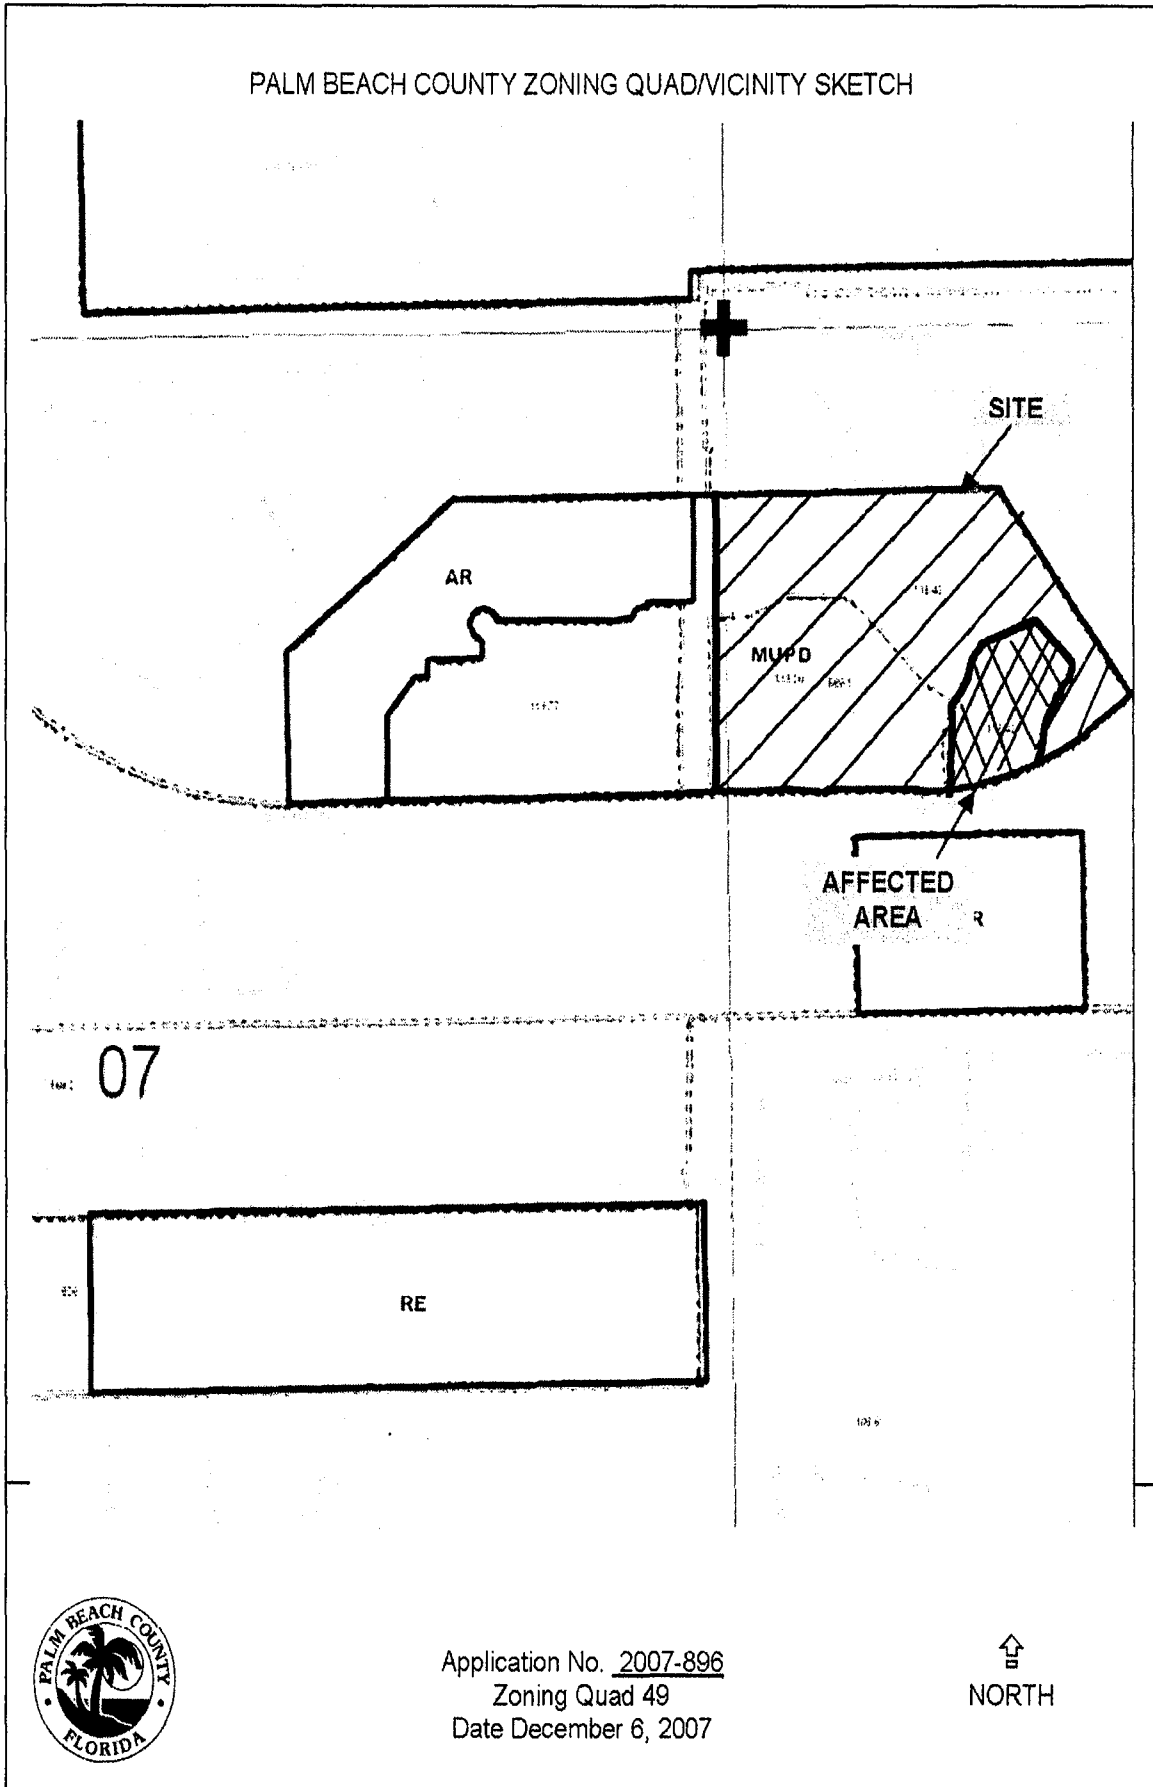 PALM BEACH COUNTY ZONING QUAD/VICINITY SKETCH
SITE
AR
MUPD
AFFECTED
AREA
R
07
RE
PALM BEACH COUNTY
FLORIDA
Application No. 2007-896
Zoning Quad 49
Date December 6, 2007
NORTH